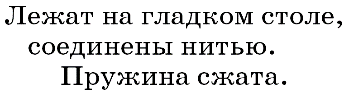 Лежат на гладком столе,
соединены нитью.
Пружина сжата.